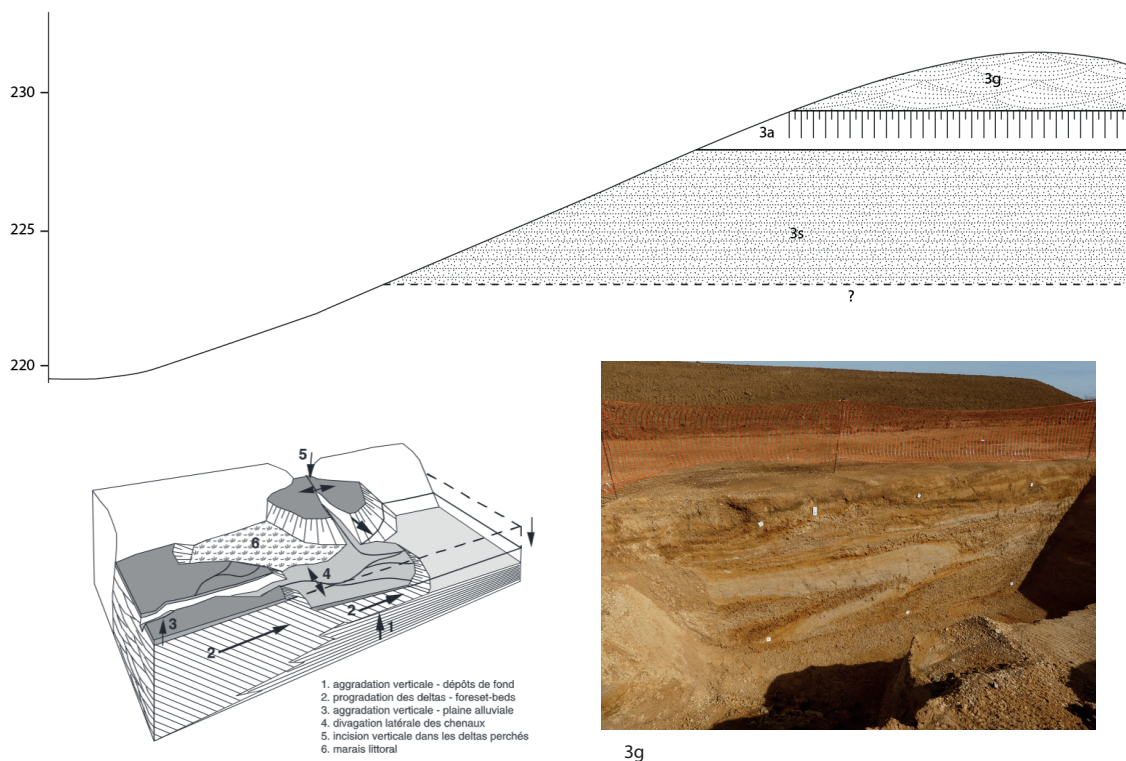 230
3g
3a
225
3s
?
220
5
6
4
3
2
2
1
1. aggradation verticale - dépôts de fond
2. progradation des deltas - foreset-beds
3. aggradation verticale - plaine alluviale
4. divagation latérale des chenaux
5. incision verticale dans les deltas perchés
6. marais littoral
3g